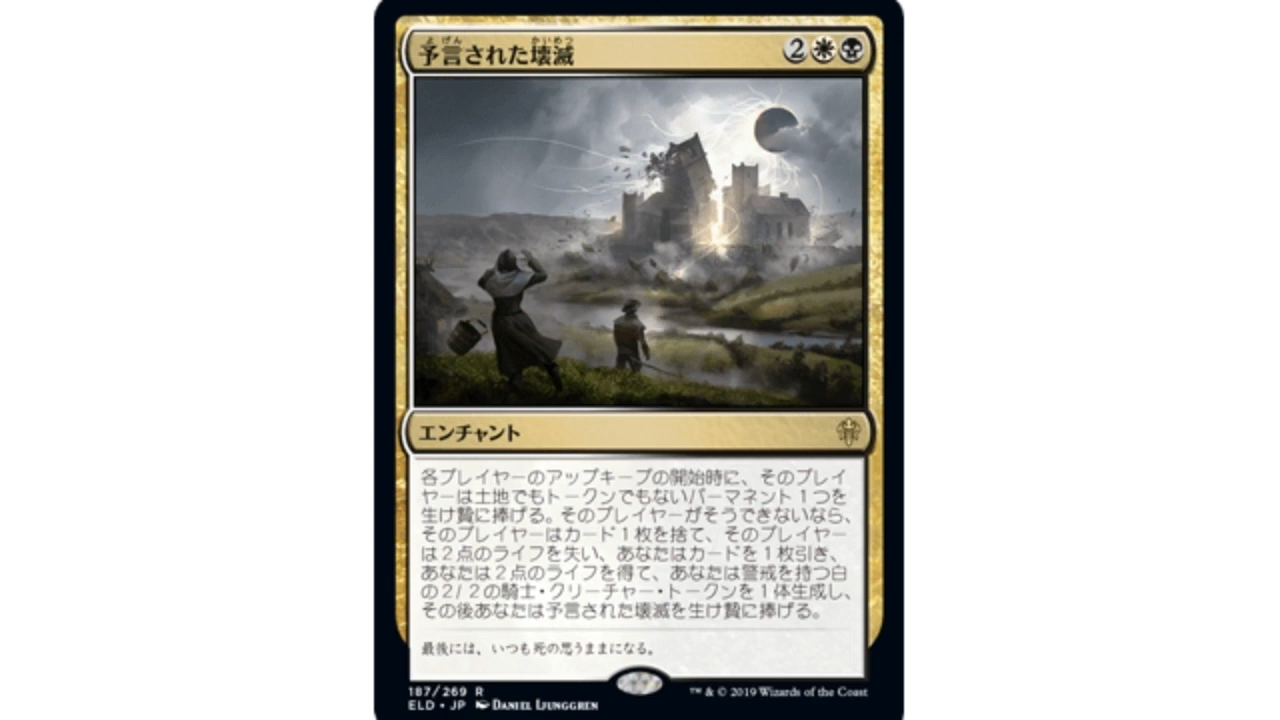 予言された壊滅
よげん かいめつ
2
エンチャント
各プレイヤーのアップキープの開始時に、そのプレイ
ヤーは土地でもトークンでもないパーマネント1つを
生け贄に捧げる。そのプレイヤーがそうできないなら、
そのプレイヤーはカード1枚を捨て、そのプレイヤー
は2点のライフを失い、あなたはカードを1枚引き、
あなたは2点のライフを得て、あなたは警戒を持つ白
の2/2の騎士・クリーチャー・トークンを1体生成し、
その後あなたは予言された壊滅を生け贄に捧げる。
最後には、いつも死の思うままになる。
187/269 R
ELD • JP DANIEL LJUNGGREN
™ & © 2019 Wizards of the Coast